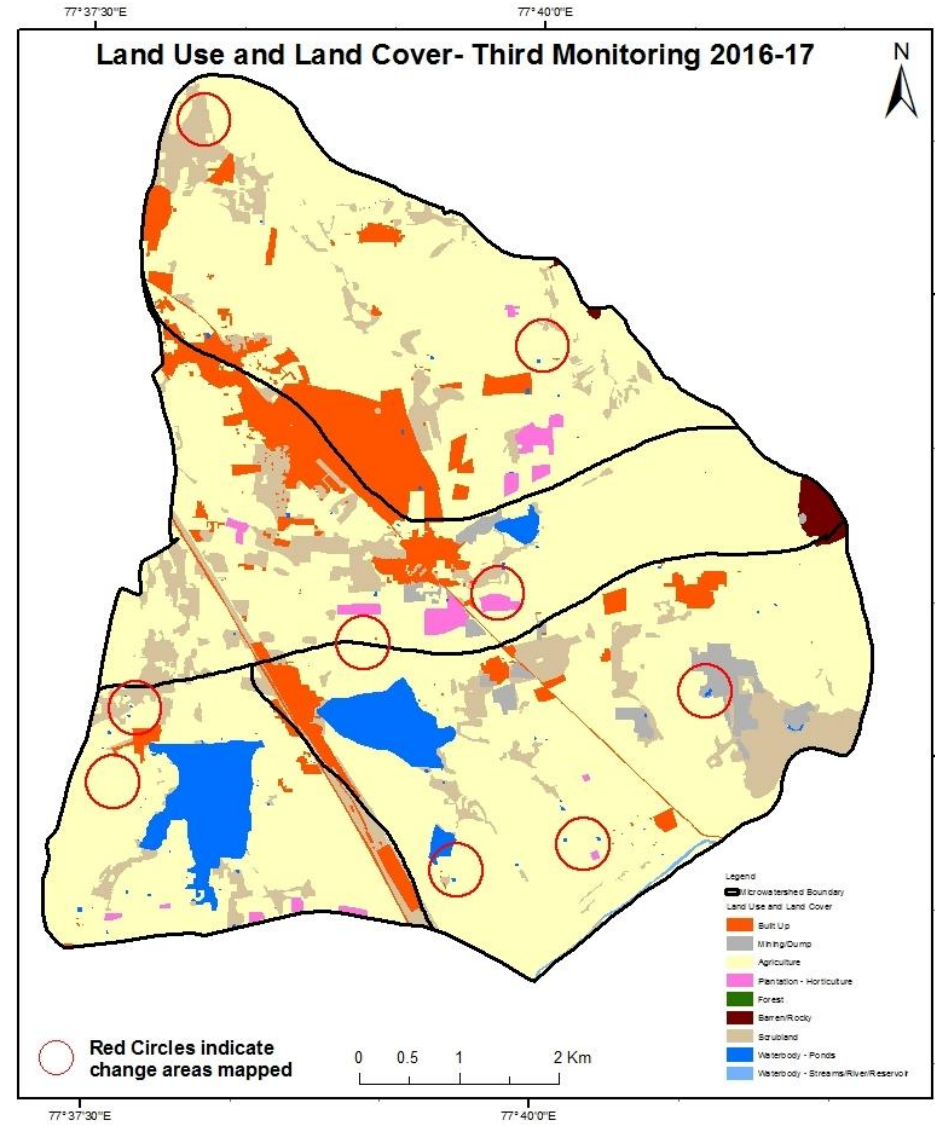 77°37'30"E
77°40'0"E
Land Use and Land Cover- Third Monitoring 2016-17
N
Legend
Microwatershed Boundary
Land Use and Land Cover
Built Up
Mining/Dump
Agriculture
Plantation - Horticulture
Forest
Barren/Rocky
Scrubland
Waterbody - Ponds
Waterbody - Streams/River/Reservoir
Red Circles indicate
change areas mapped
0 0.5 1 2 Km
77°37'30"E
77°40'0"E